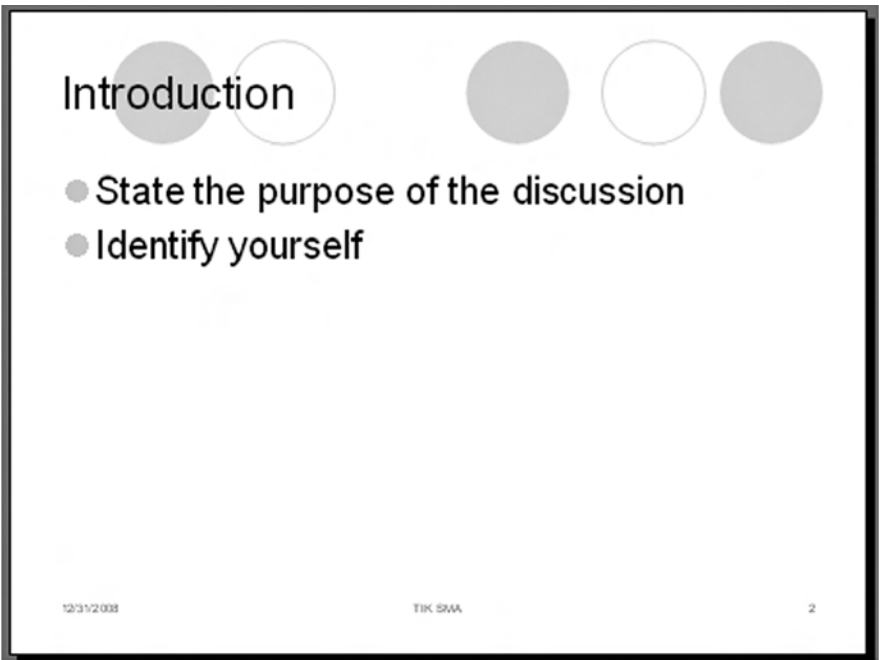 Introduction
State the purpose of the discussion
Identify yourself
12/31/2008
TIK SMA
2